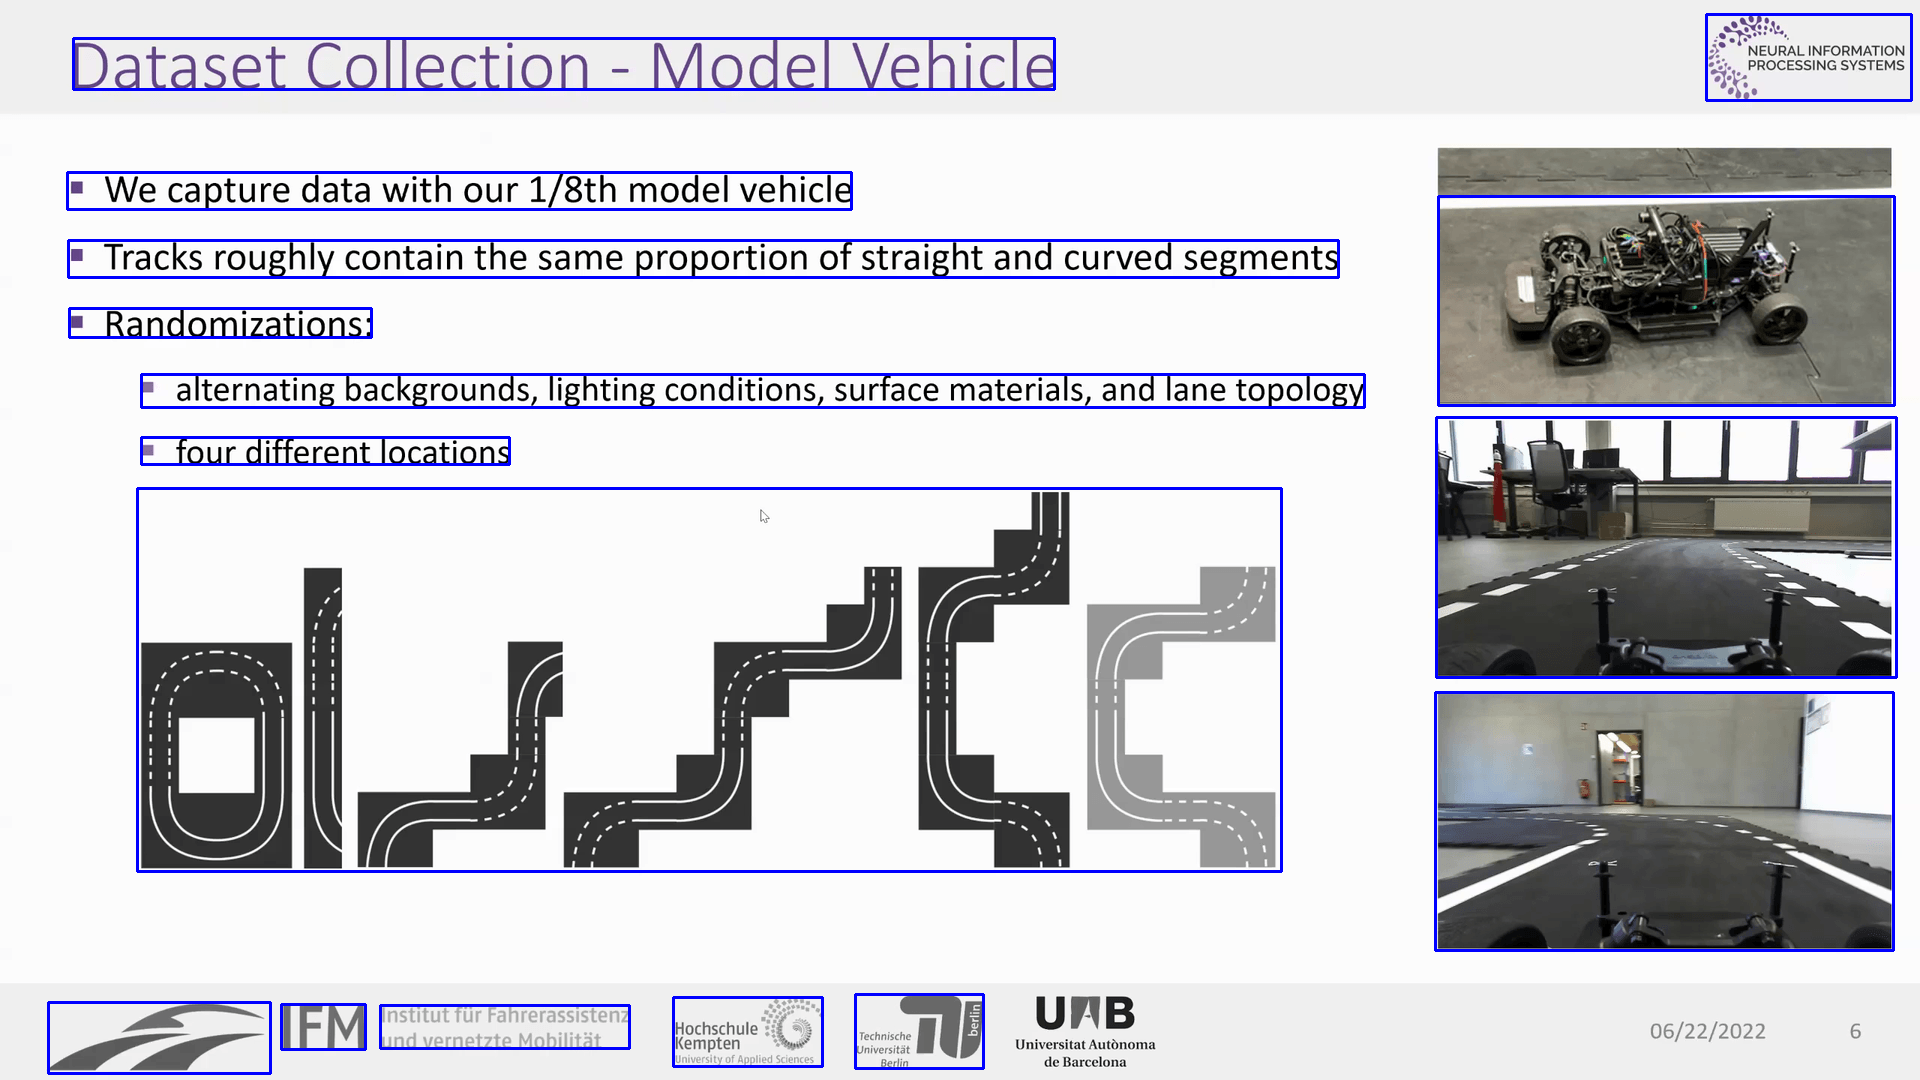 Dataset Collection - Model Vehicle
NEURAL INFORMATION
PROCESSING SYSTEMS
▪ We capture data with our 1/8th model vehicle
▪ Tracks roughly contain the same proportion of straight and curved segments
▪ Randomizations:
▪ alternating backgrounds, lighting conditions, surface materials, and lane topology
▪ four different locations
IFM
Institut für Fahrerassistenz
und vernetzte Mobilität
Hochschule
Kempten
University of Applied Sciences
Technische
Universität
Berlin
berlin
UAB
Universitat Autònoma
de Barcelona
06/22/2022
6